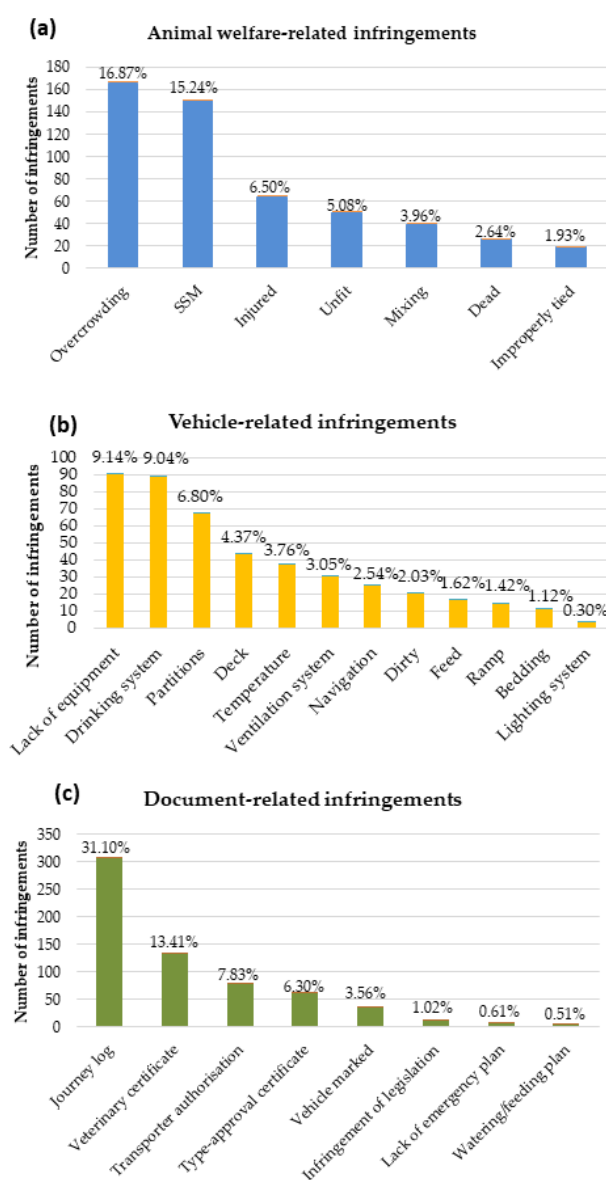 (a)
Animal welfare-related infringements
Number of infringements
180
160
140
120
100
80
60
40
20
0
16.87%
15.24%
6.50%
5.08%
3.96%
2.64%
1.93%
Overcrowding
SSM
Injured
Unfit
Mixing
Dead
Improperly tied
(b)
Vehicle-related infringements
Number of infringements
100
90
80
70
60
50
40
30
20
10
0
9.14%
9.04%
6.80%
4.37%
3.76%
3.05%
2.54%
2.03%
1.62%
1.42%
1.12%
0.30%
Lack of equipment
Drinking system
Partitions
Deck
Temperature
Ventilation system
Navigation
Dirty
Feed
Ramp
Bedding
Lighting system
(c)
Document-related infringements
Number of infringements
350
300
250
200
150
100
50
0
31.10%
13.41%
7.83%
6.30%
3.56%
1.02%
0.61%
0.51%
Journey log
Veterinary certificate
Transporter authorisation
Type-approval certificate
Vehicle marked
Infringement of legislation
Lack of emergency plan
Watering/feeding plan